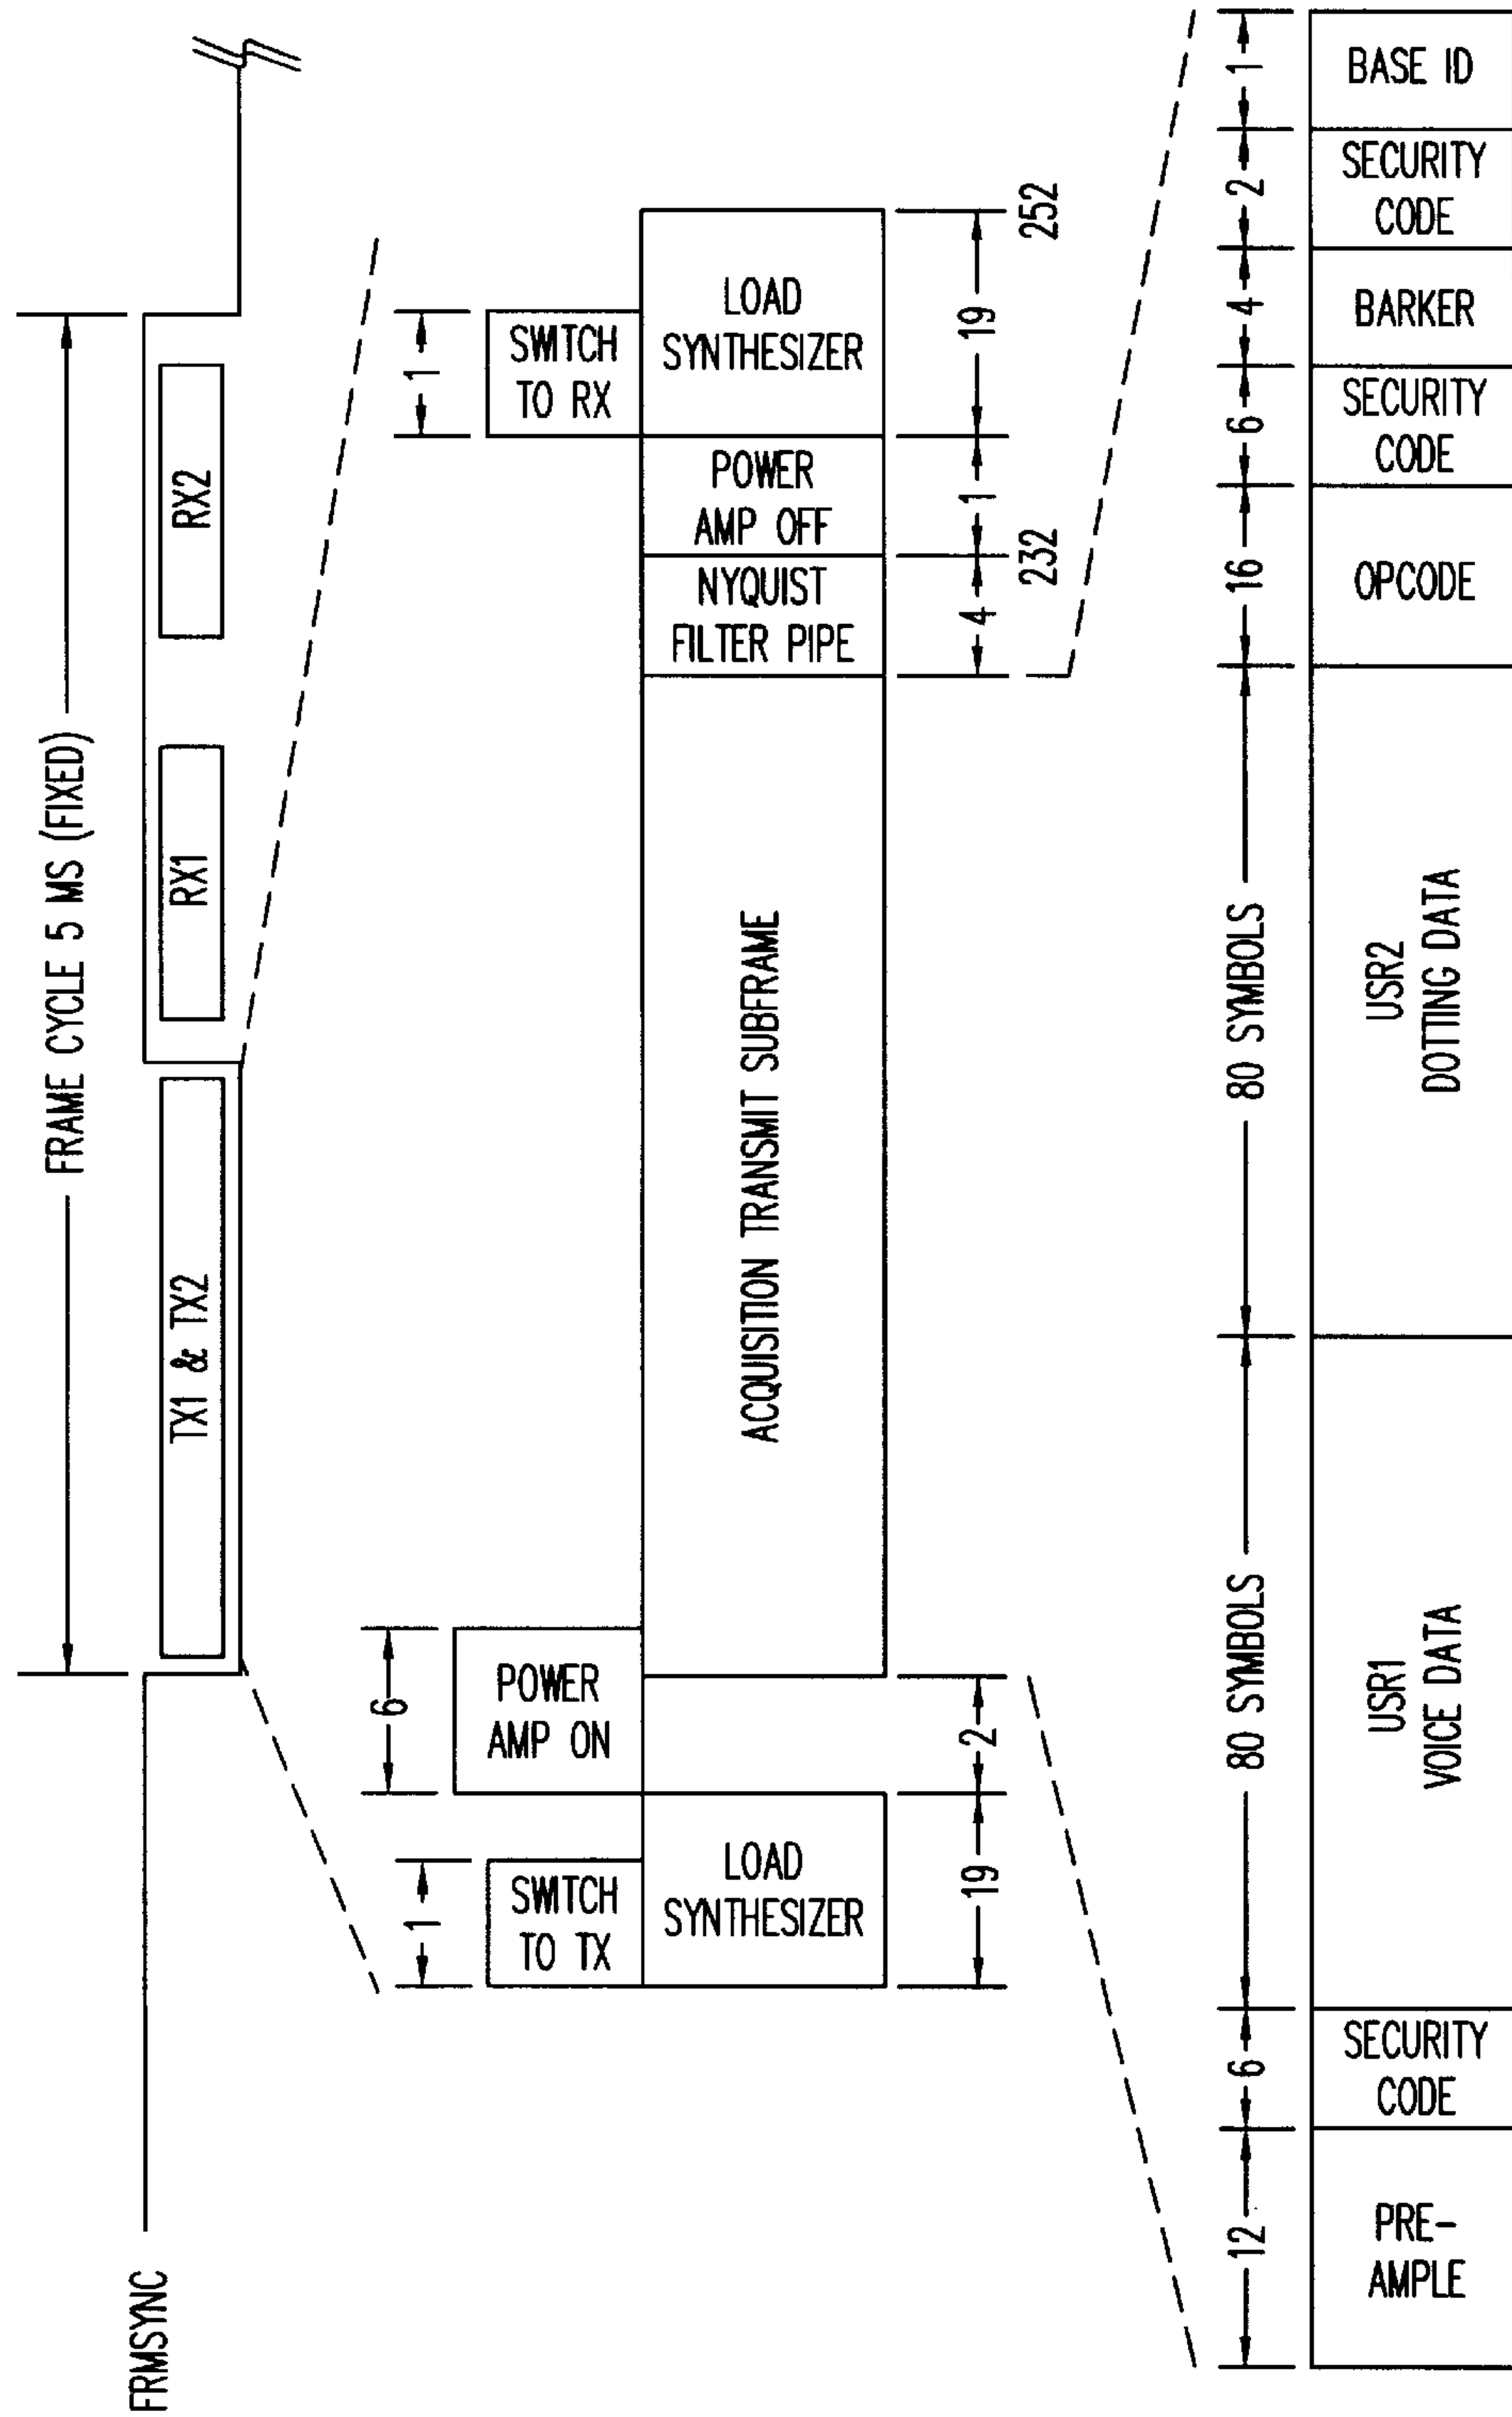 FRAME CYCLE 5 MS (FIXED)
FRMSYNC
TX1 & TX2
RX1
RX2
1
6
1
SWITCH
TO TX
POWER
AMP ON
SWITCH
TO RX
LOAD
SYNTHESIZER
ACQUISITION TRANSMIT SUBFRAME
NYQUIST
FILTER PIPE
POWER
AMP OFF
LOAD
SYNTHESIZER
19
2
4
1
19
232
252
12
6
80 SYMBOLS
80 SYMBOLS
16
6
4
2
1
PRE-
AMPLE
SECURITY
CODE
USR1
VOICE DATA
USR2
DOTTING DATA
OPCODE
SECURITY
CODE
BARKER
SECURITY
CODE
BASE ID